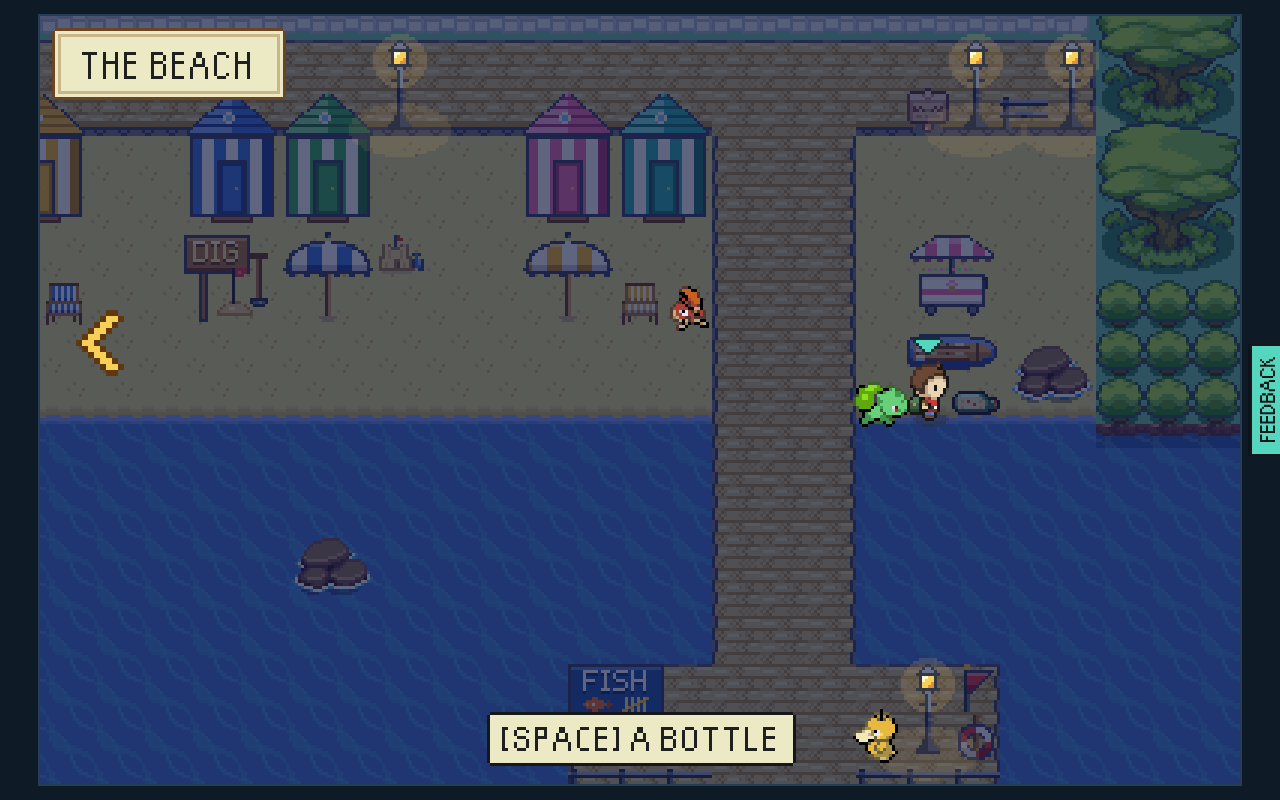 THE BEACH
DIG
FEEDBACK
FISH
[SPACE] A BOTTLE